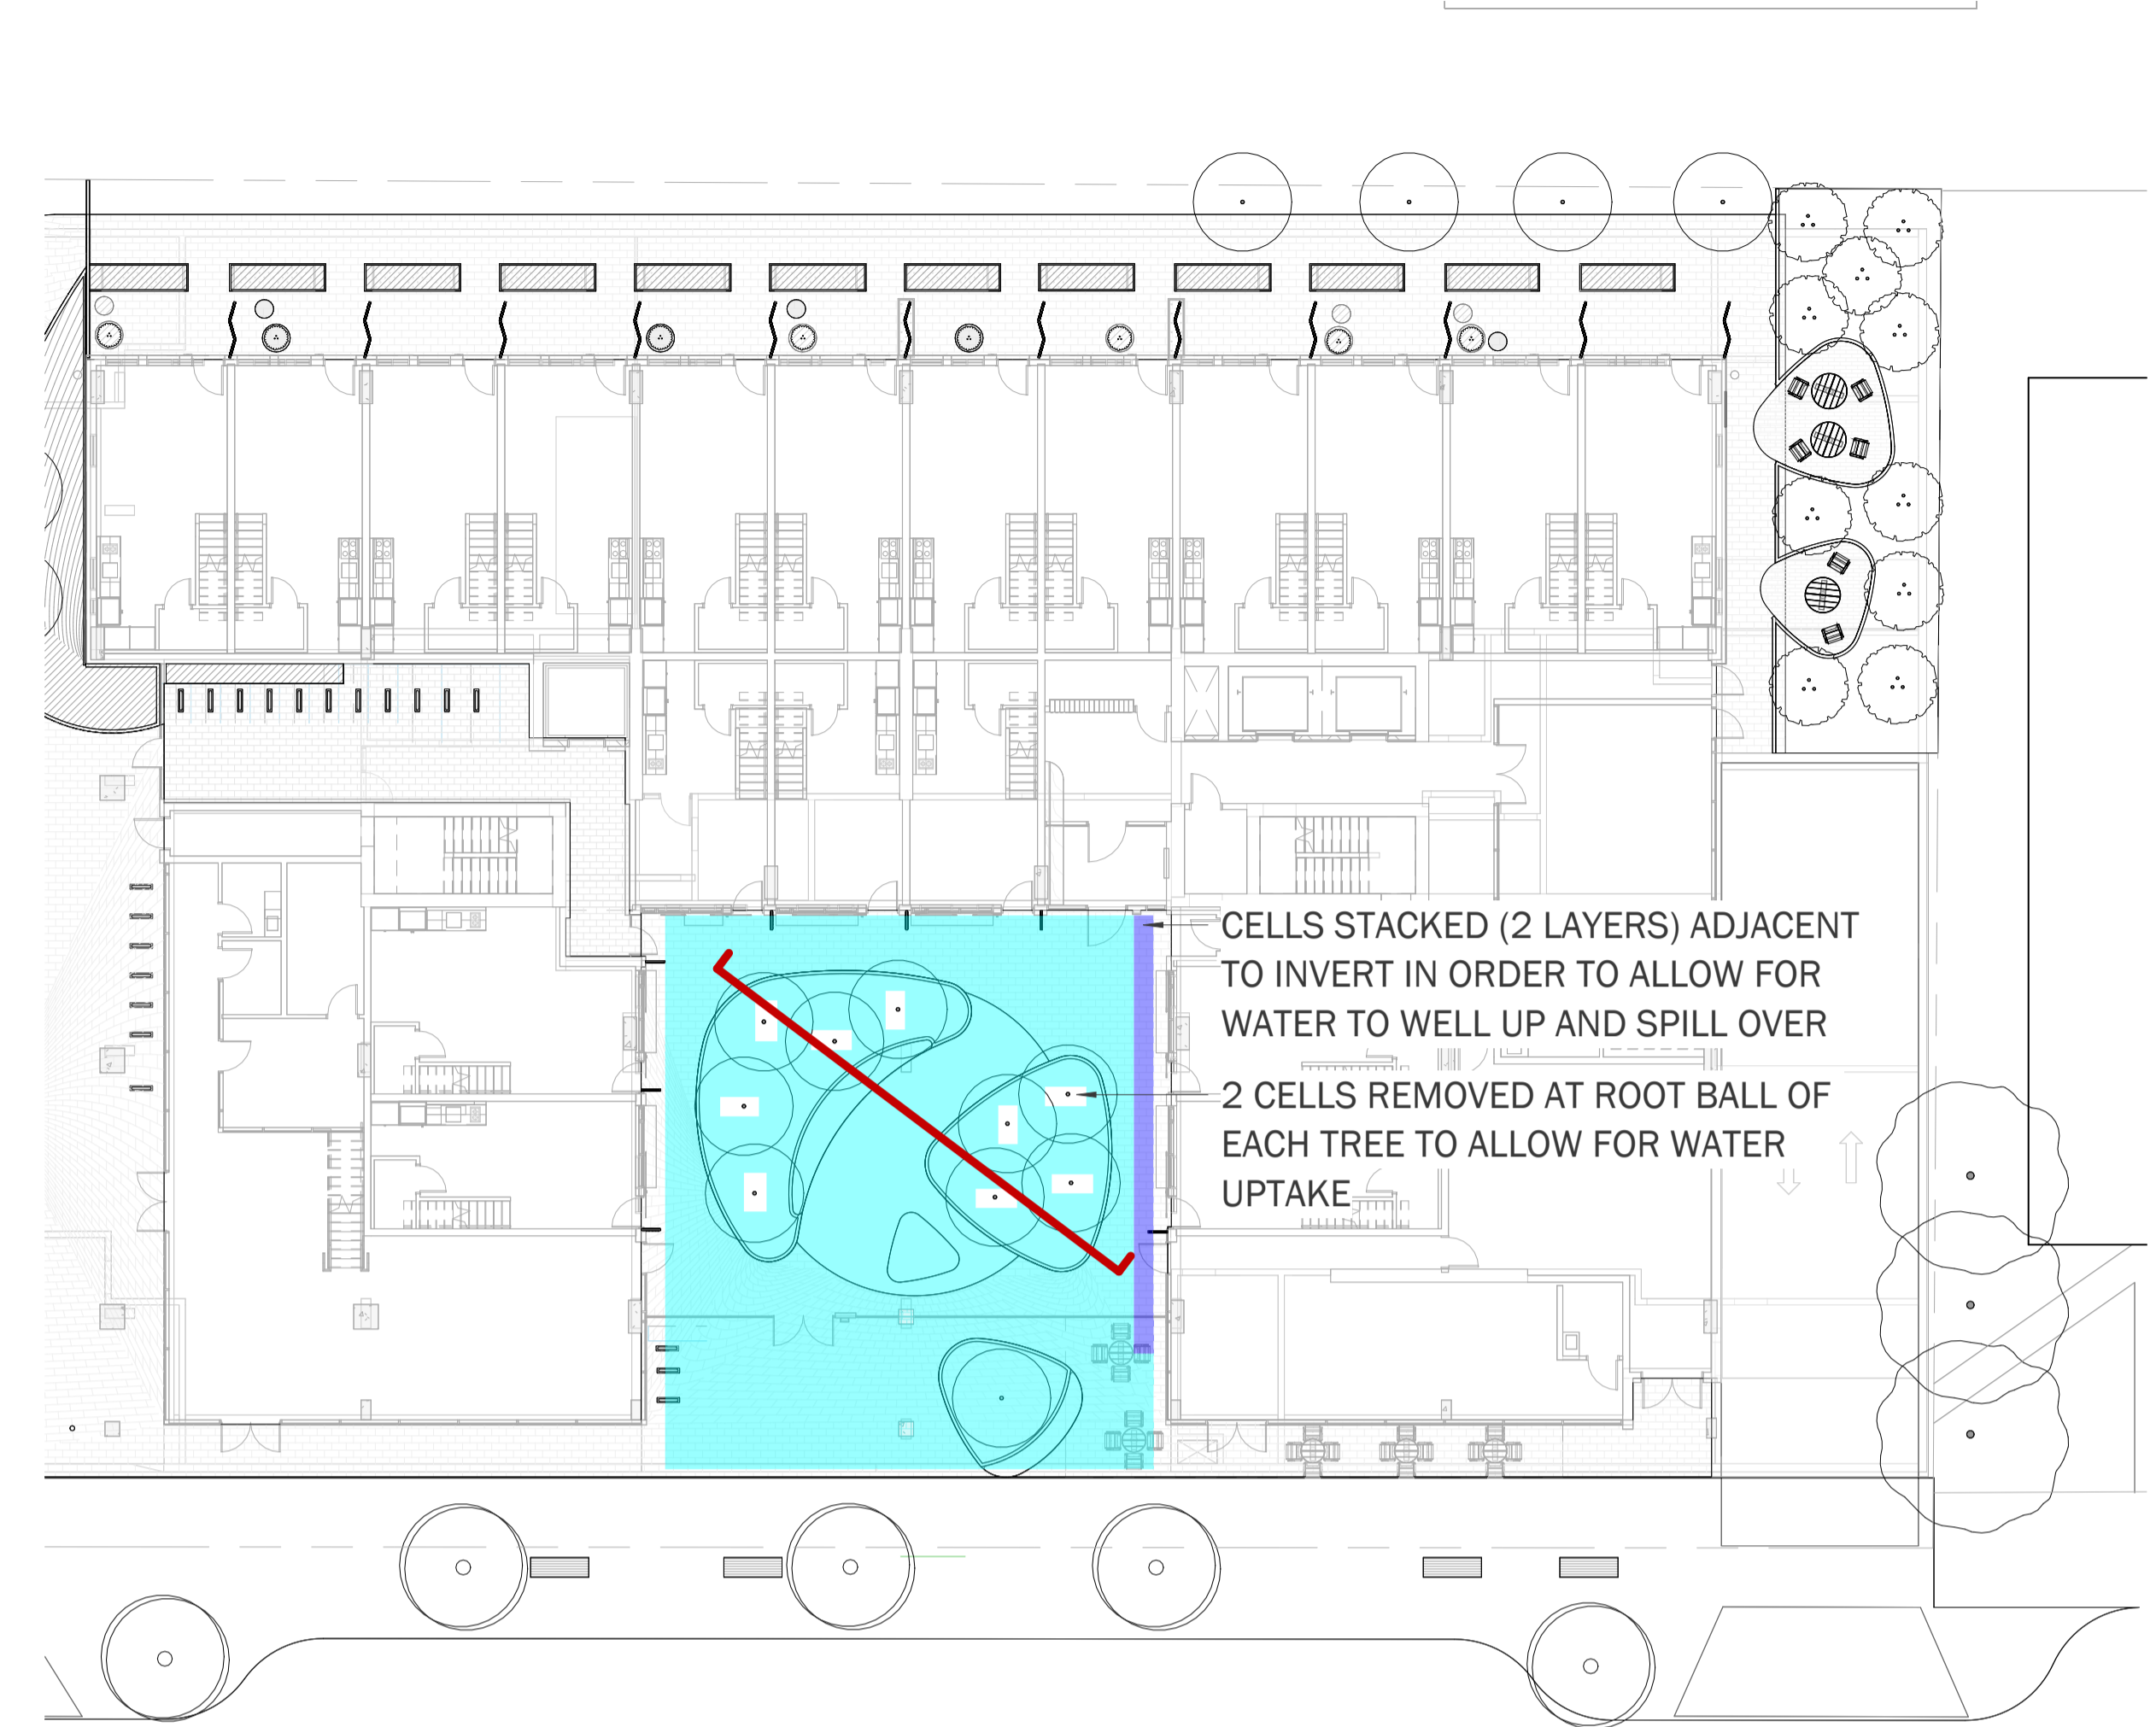 CELLS STACKED (2 LAYERS) ADJACENT
TO INVERT IN ORDER TO ALLOW FOR
WATER TO WELL UP AND SPILL OVER
2 CELLS REMOVED AT ROOT BALL OF
EACH TREE TO ALLOW FOR WATER
UPTAKE